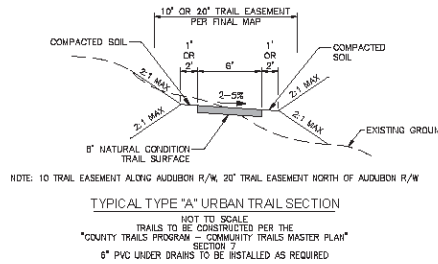 10' OR 20' TRAIL EASEMENT
PER FINAL MAP
COMPACTED SOIL
1'
OR
2'
6'
1'
OR
2'
COMPACTED
SOIL
2:1 MAX
2-5%
2:1 MAX
2:1 MAX
2:1 MAX
EXISTING GROUN
6" NATURAL CONDITION
TRAIL SURFACE
NOTE: 10 TRAIL EASEMENT ALONG AUDUBON R/W, 20' TRAIL EASEMENT NORTH OF AUDUBON R/W
TYPICAL TYPE "A" URBAN TRAIL SECTION
NOT TO SCALE
TRAILS TO BE CONSTRUCTED PER THE
"COUNTY TRAILS PROGRAM - COMMUNITY TRAILS MASTER PLAN"
SECTION 7
6" PVC UNDER DRAINS TO BE INSTALLED AS REQUIRED